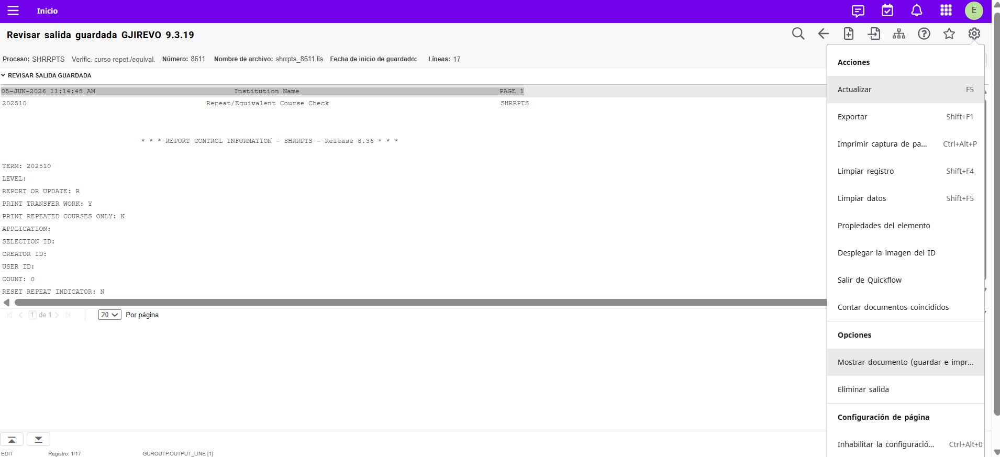 Inicio
E
Revisar salida guardada GJIREVO 9.3.19
Proceso: SHRRPTS Verific. curso repet./equival. Número: 8611 Nombre de archivo: shrrpts_8611.lis Fecha de inicio de guardado: Líneas: 17
REVISAR SALIDA GUARDADA
05-JUN-2026 11:14:48 AM Institution Name PAGE 1
202510 Repeat/Equivalent Course Check SHRRPTS
* * * REPORT CONTROL INFORMATION - SHRRPTS - Release 8.36 * * *
TERM: 202510
LEVEL:
REPORT OR UPDATE: R
PRINT TRANSFER WORK: Y
PRINT REPEATED COURSES ONLY: N
APPLICATION:
SELECTION ID:
CREATOR ID:
USER ID:
COUNT: 0
RESET REPEAT INDICATOR: N
1 de 1 20 Por página
EDIT Registro: 1/17 GUROUTP.OUTPUT_LINE [1]
Acciones
Actualizar F5
Exportar Shift+F1
Imprimir captura de pa... Ctrl+Alt+P
Limpiar registro Shift+F4
Limpiar datos Shift+F5
Propiedades del elemento
Desplegar la imagen del ID
Salir de Quickflow
Contar documentos coincididos
Opciones
Mostrar documento (guardar e impr...
Eliminar salida
Configuración de página
Inhabilitar la configuració... Ctrl+Alt+0